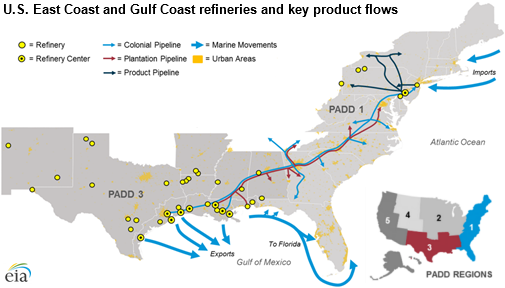 U.S. East Coast and Gulf Coast refineries and key product flows
= Refinery
= Colonial Pipeline
= Marine Movements
= Refinery Center
= Plantation Pipeline
= Urban Areas
= Product Pipeline
Imports
PADD 1
Atlantic Ocean
PADD 3
To Florida
Exports
Gulf of Mexico
5
4
2
1
3
PADD REGIONS
eia